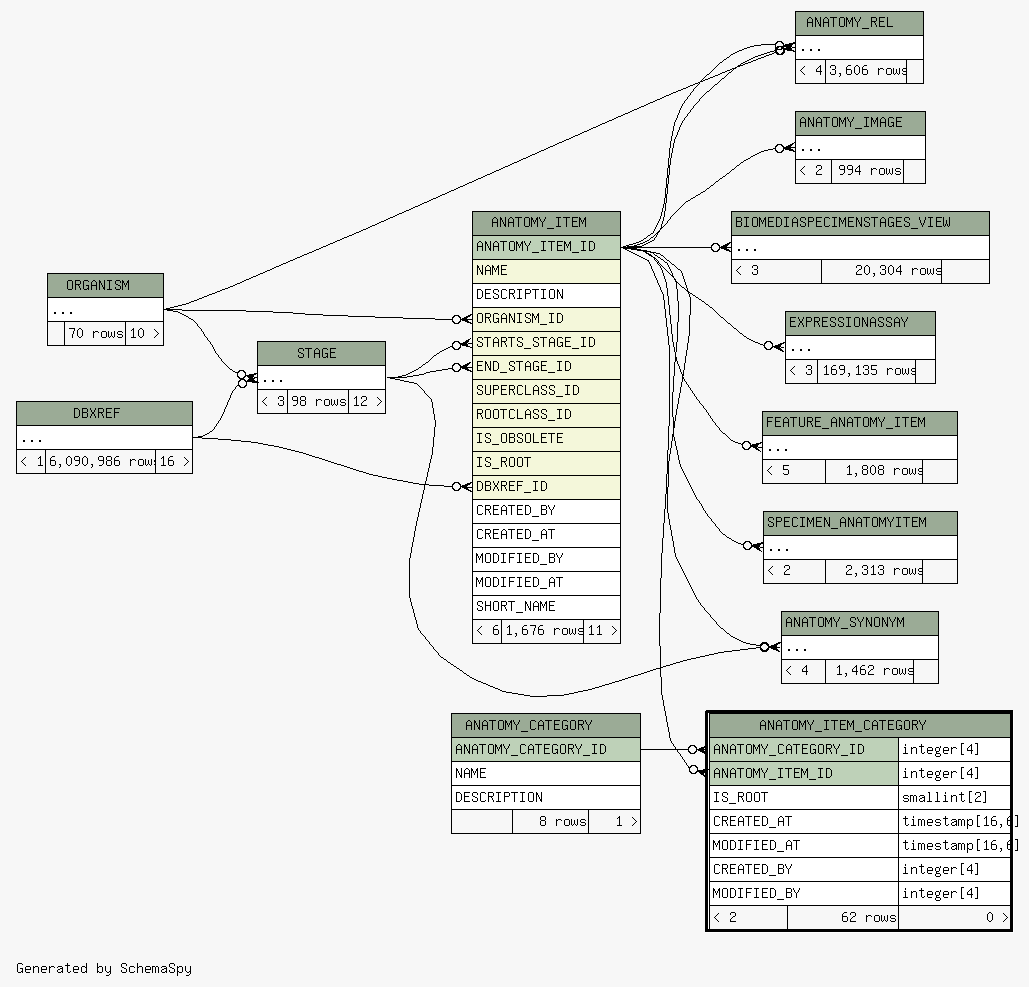 ANATOMY_REL
...
< 4 3,606 rows
ANATOMY_IMAGE
...
< 2 994 rows
BIOMEDIASPECIMENSTAGES_VIEW
...
< 3 20,304 rows
EXPRESSIONASSAY
...
< 3 169,135 rows
FEATURE_ANATOMY_ITEM
...
< 5 1,808 rows
SPECIMEN_ANATOMYITEM
...
< 2 2,313 rows
ANATOMY_SYNONYM
...
< 4 1,462 rows
ORGANISM
...
70 rows 10 >
DBXREF
...
< 1 6,090,986 rows 16 >
STAGE
...
< 3 98 rows 12 >
ANATOMY_ITEM
ANATOMY_ITEM_ID
NAME
DESCRIPTION
ORGANISM_ID
STARTS_STAGE_ID
END_STAGE_ID
SUPERCLASS_ID
ROOTCLASS_ID
IS_OBSOLETE
IS_ROOT
DBXREF_ID
CREATED_BY
CREATED_AT
MODIFIED_BY
MODIFIED_AT
SHORT_NAME
< 6 1,676 rows 11 >
ANATOMY_CATEGORY
ANATOMY_CATEGORY_ID
NAME
DESCRIPTION
8 rows 1 >
ANATOMY_ITEM_CATEGORY
ANATOMY_CATEGORY_ID integer[4]
ANATOMY_ITEM_ID integer[4]
IS_ROOT smallint[2]
CREATED_AT timestamp[16,6]
MODIFIED_AT timestamp[16,6]
CREATED_BY integer[4]
MODIFIED_BY integer[4]
< 2 62 rows 0 >
Generated by SchemaSpy